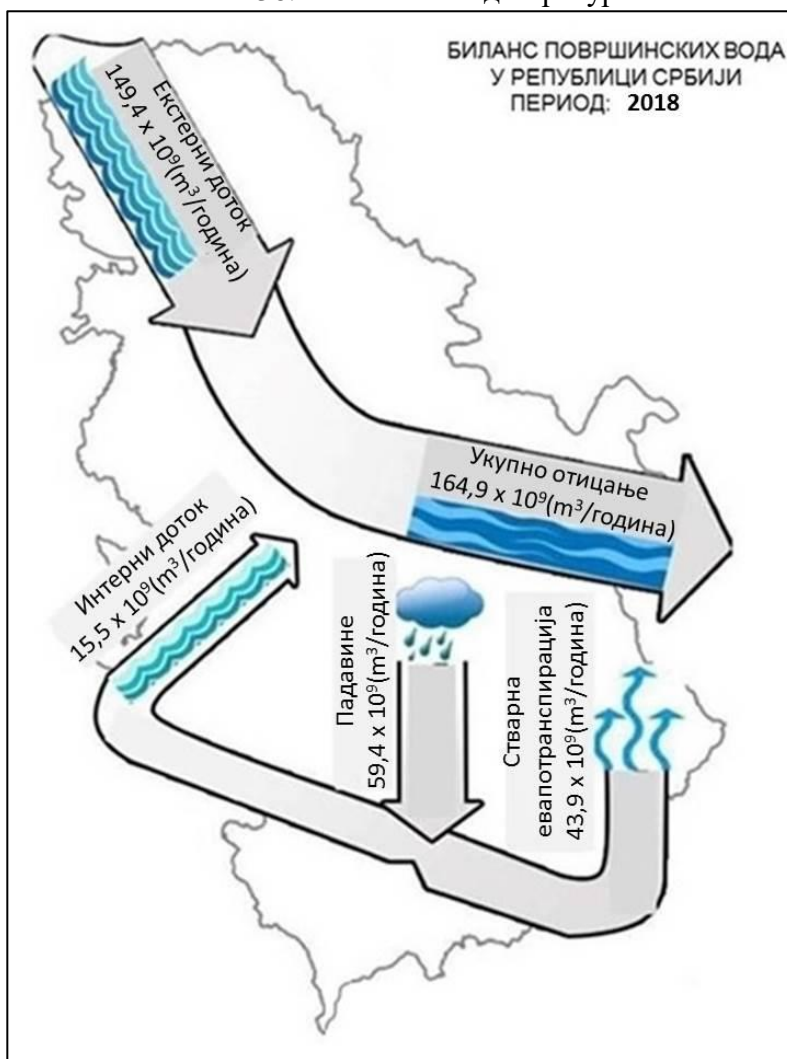 БИЛАНС ПОВРШИНСКИХ ВОДА
У РЕПУБЛИЦИ СРБИЈИ
ПЕРИОД: 2018
Екстерни доток
149,4 x 10⁹(m³/година)
Укупно отицање
164,9 x 10⁹(m³/година)
Интерни доток
15,5 x 10⁹(m³/година)
Падавине
59,4 x 10⁹(m³/година)
Стварна
евапотранспирација
43,9 x 10⁹(m³/година)